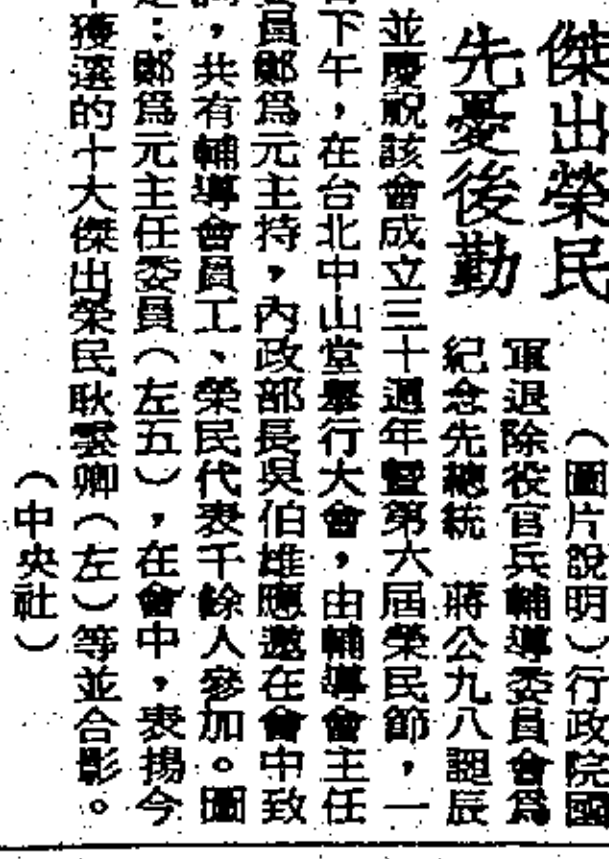 傑出榮民
先憂後勤
（圖片說明）行政院國
軍退除役官兵輔導委員會爲
紀念先總統　蔣公九八誕辰
並慶祝該會成立三十週年暨第六屆榮民節，一
下午，在台北中山堂舉行大會，由輔導會主任
員鄭爲元主持，內政部長吳伯雄應邀在會中致
，共有輔導會員工、榮民代表千餘人參加。圖
：鄭爲元主任委員（左五），在會中，表揚今
獲選的十大傑出榮民耿雲卿（左）等並合影。
（中央社）